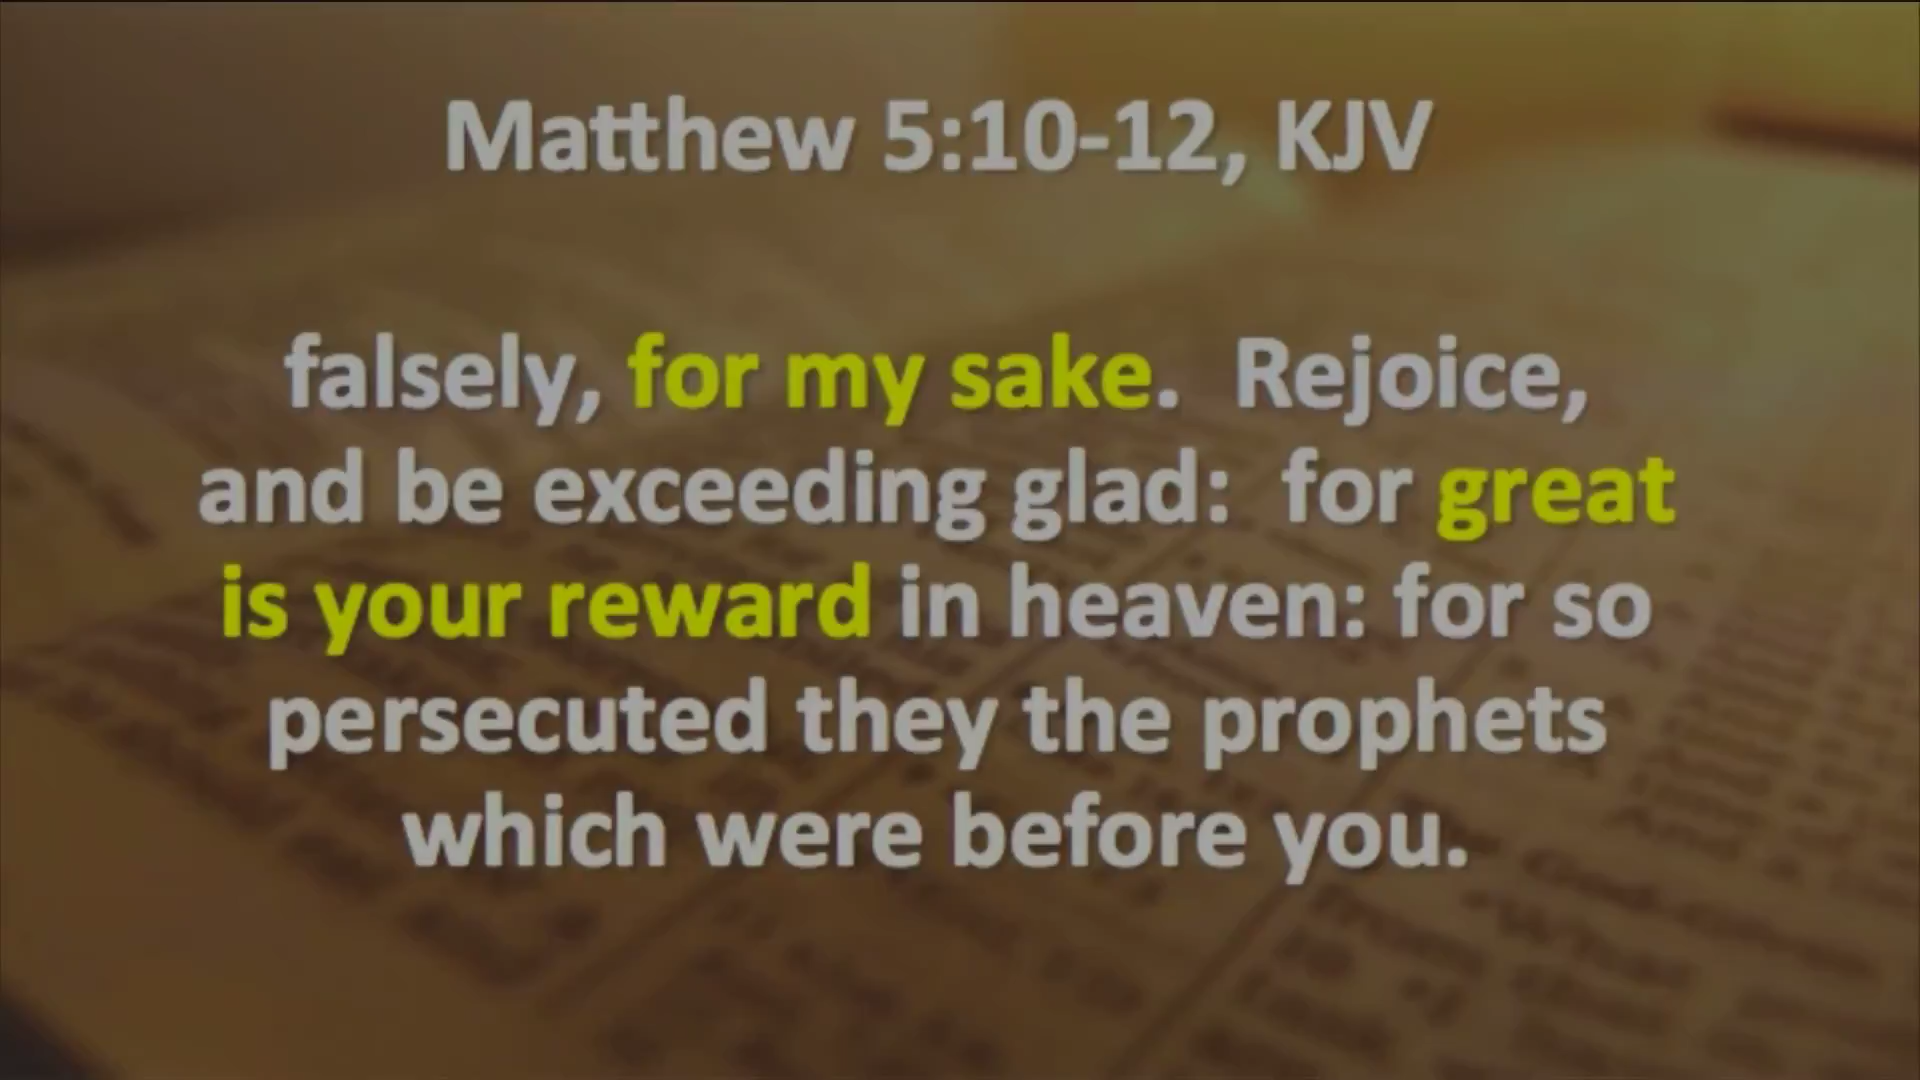 Matthew 5:10-12, KJV
falsely, for my sake.  Rejoice,
and be exceeding glad:  for great
is your reward in heaven: for so
persecuted they the prophets
which were before you.